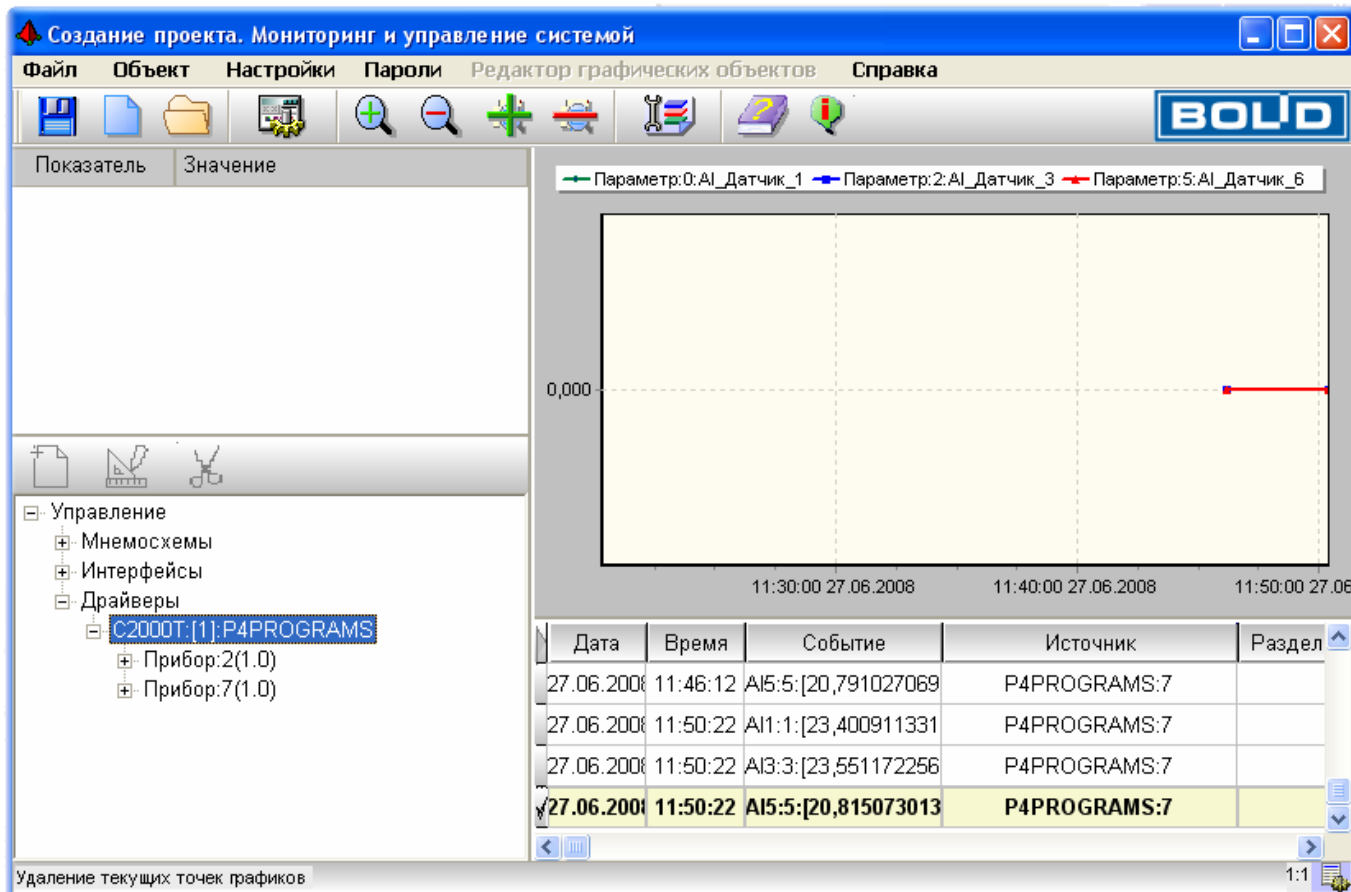 Создание проекта. Мониторинг и управление системой
Файл Объект Настройки Пароли Редактор графических объектов Справка
BOLID
Показатель Значение
Параметр:0:AI_Датчик_1 Параметр:2:AI_Датчик_3 Параметр:5:AI_Датчик_6
0,000
11:30:00 27.06.2008 11:40:00 27.06.2008 11:50:00 27.06
Управление
Мнемосхемы
Интерфейсы
Драйверы
C2000T:[1]:P4PROGRAMS
Прибор:2(1.0)
Прибор:7(1.0)
Дата Время Событие Источник Раздел
27.06.2008 11:46:12 AI5:5:[20,791027069 P4PROGRAMS:7
27.06.2008 11:50:22 AI1:1:[23,400911331 P4PROGRAMS:7
27.06.2008 11:50:22 AI3:3:[23,551172256 P4PROGRAMS:7
27.06.2008 11:50:22 AI5:5:[20,815073013 P4PROGRAMS:7
Удаление текущих точек графиков 1:1